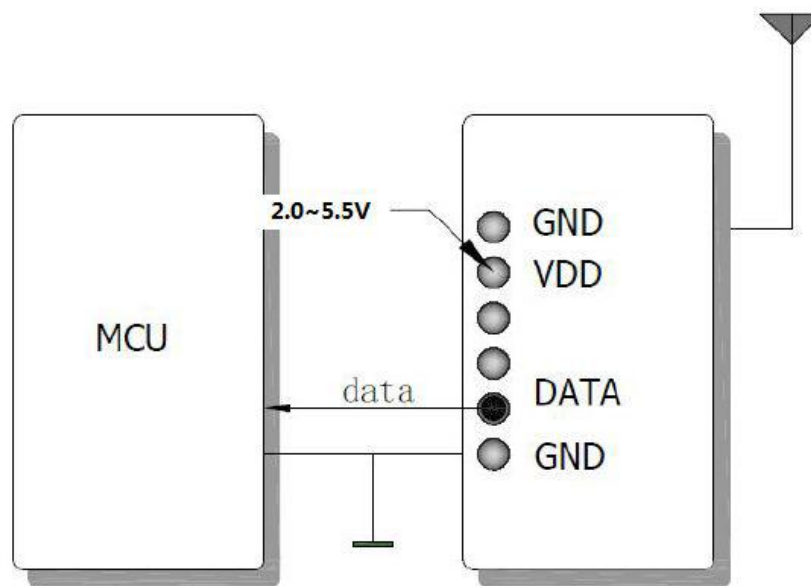 2.0~5.5V
GND
VDD
MCU
data
DATA
GND